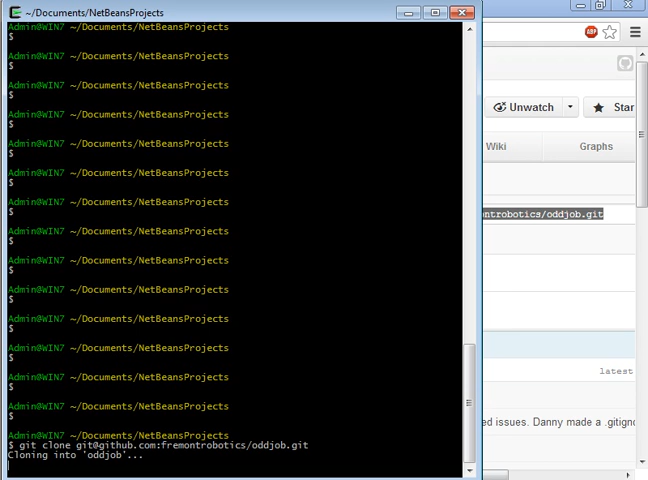 ~/Documents/NetBeansProjects
Admin@WIN7 ~/Documents/NetBeansProjects
$
Admin@WIN7 ~/Documents/NetBeansProjects
$
Admin@WIN7 ~/Documents/NetBeansProjects
$
Admin@WIN7 ~/Documents/NetBeansProjects
$
Admin@WIN7 ~/Documents/NetBeansProjects
$
Admin@WIN7 ~/Documents/NetBeansProjects
$
Admin@WIN7 ~/Documents/NetBeansProjects
$
Admin@WIN7 ~/Documents/NetBeansProjects
$
Admin@WIN7 ~/Documents/NetBeansProjects
$
Admin@WIN7 ~/Documents/NetBeansProjects
$
Admin@WIN7 ~/Documents/NetBeansProjects
$
Admin@WIN7 ~/Documents/NetBeansProjects
$
Admin@WIN7 ~/Documents/NetBeansProjects
$
Admin@WIN7 ~/Documents/NetBeansProjects
$
Admin@WIN7 ~/Documents/NetBeansProjects
$ git clone git@github.com:fremontrobotics/oddjob.git
Cloning into 'oddjob'...
ABP
Unwatch
Star
Wiki
Graphs
ntrobotics/oddjob.git
latest
ed issues. Danny made a .gitigno